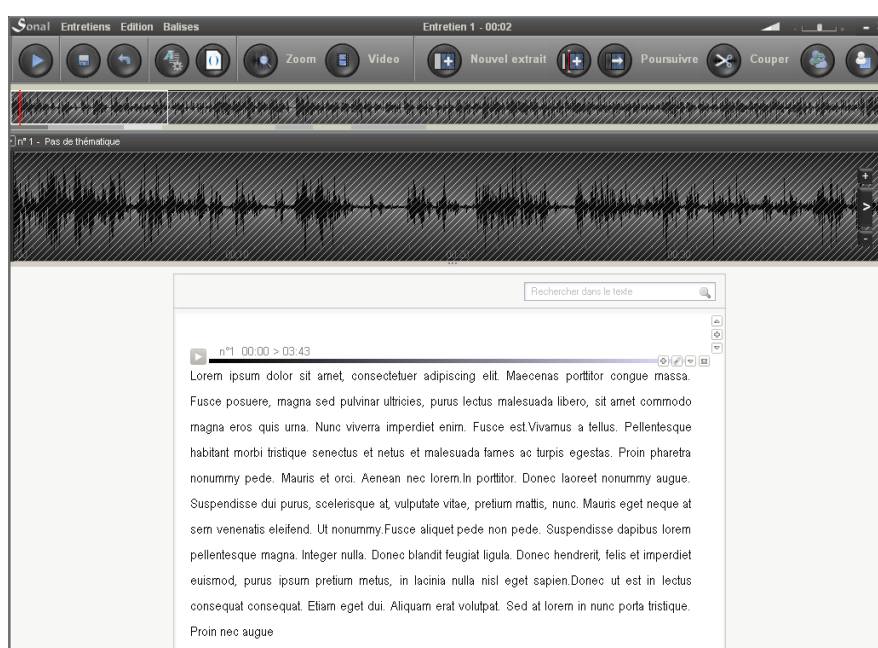 Sonal Entretiens Edition Balises Entretien 1 - 00:02
Zoom Video Nouvel extrait Poursuivre Couper
n° 1 - Pas de thématique
00:10 00:20 00:30
Rechercher dans le texte
n°1 00:00 > 03:43
Lorem ipsum dolor sit amet, consectetuer adipiscing elit. Maecenas porttitor congue massa.
Fusce posuere, magna sed pulvinar ultricies, purus lectus malesuada libero, sit amet commodo
magna eros quis urna. Nunc viverra imperdiet enim. Fusce est.Vivamus a tellus. Pellentesque
habitant morbi tristique senectus et netus et malesuada fames ac turpis egestas. Proin pharetra
nonummy pede. Mauris et orci. Aenean nec lorem.In porttitor. Donec laoreet nonummy augue.
Suspendisse dui purus, scelerisque at, vulputate vitae, pretium mattis, nunc. Mauris eget neque at
sem venenatis eleifend. Ut nonummy.Fusce aliquet pede non pede. Suspendisse dapibus lorem
pellentesque magna. Integer nulla. Donec blandit feugiat ligula. Donec hendrerit, felis et imperdiet
euismod, purus ipsum pretium metus, in lacinia nulla nisl eget sapien.Donec ut est in lectus
consequat consequat. Etiam eget dui. Aliquam erat volutpat. Sed at lorem in nunc porta tristique.
Proin nec augue